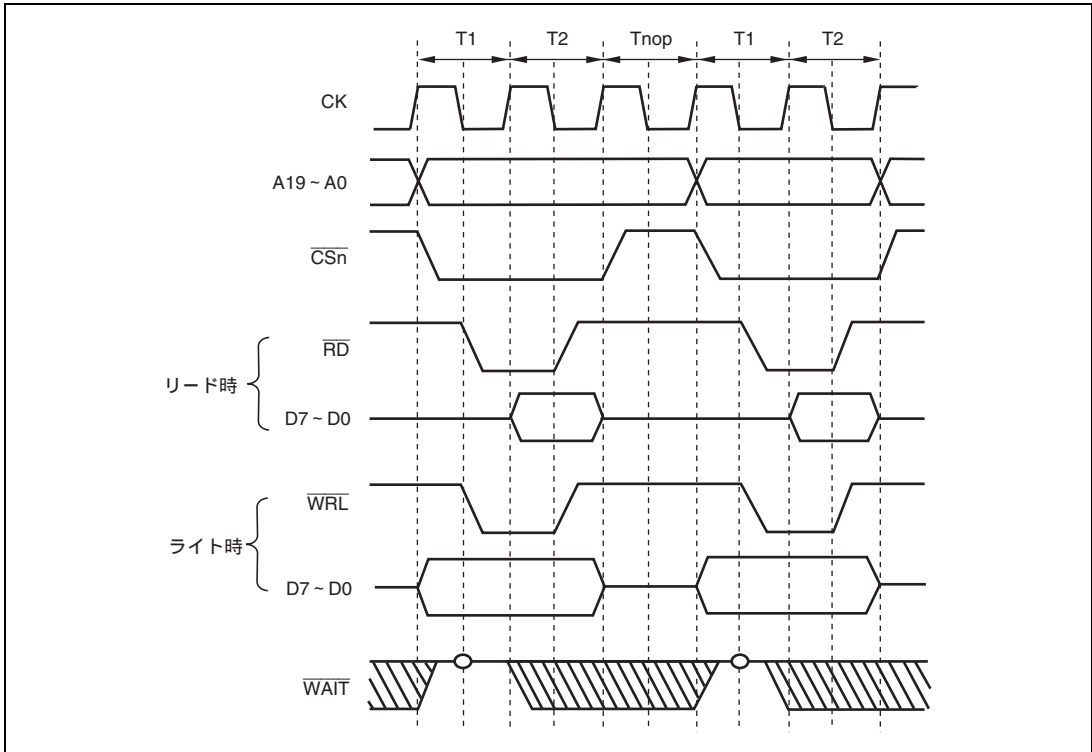 T1 T2 Tnop T1 T2
CK
A19 ~ A0
CSn
RD
リード時
D7 ~ D0
WRL
ライト時
D7 ~ D0
WAIT